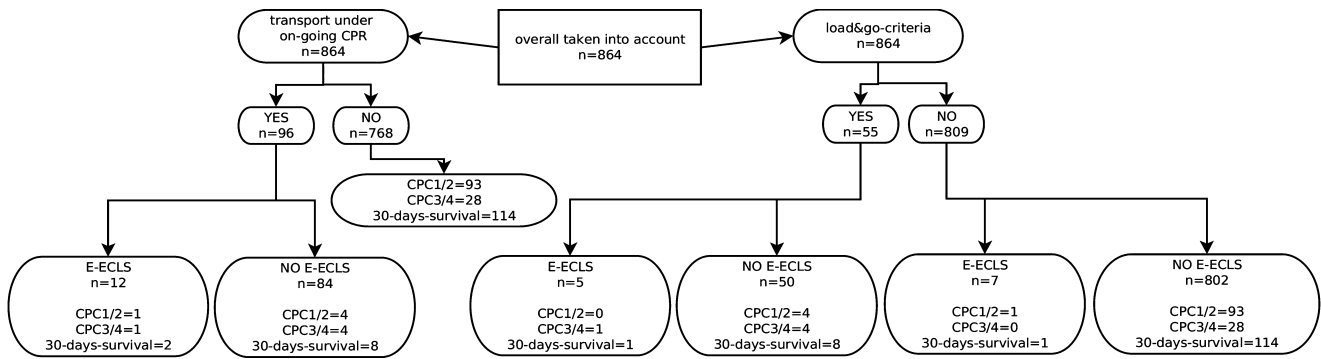 transport under
on-going CPR
n=864
overall taken into account
n=864
load&go-criteria
n=864
YES
n=96
NO
n=768
YES
n=55
NO
n=809
CPC1/2=93
CPC3/4=28
30-days-survival=114
E-ECLS
n=12
CPC1/2=1
CPC3/4=1
30-days-survival=2
NO E-ECLS
n=84
CPC1/2=4
CPC3/4=4
30-days-survival=8
E-ECLS
n=5
CPC1/2=0
CPC3/4=1
30-days-survival=1
NO E-ECLS
n=50
CPC1/2=4
CPC3/4=4
30-days-survival=8
E-ECLS
n=7
CPC1/2=1
CPC3/4=0
30-days-survival=1
NO E-ECLS
n=802
CPC1/2=93
CPC3/4=28
30-days-survival=114